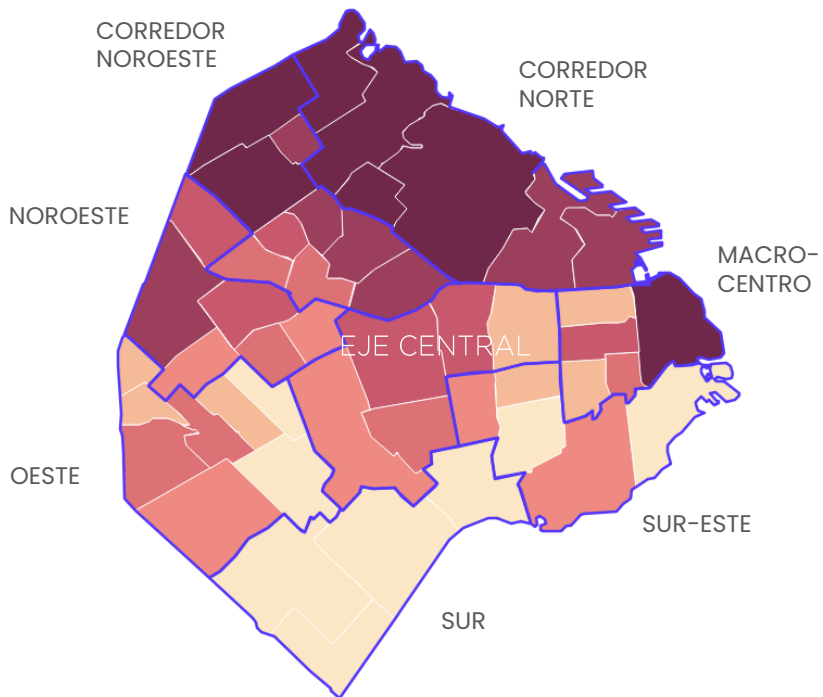 CORREDOR
NOROESTE
CORREDOR
NORTE
NOROESTE
MACRO-
CENTRO
EJE CENTRAL
OESTE
SUR-ESTE
SUR